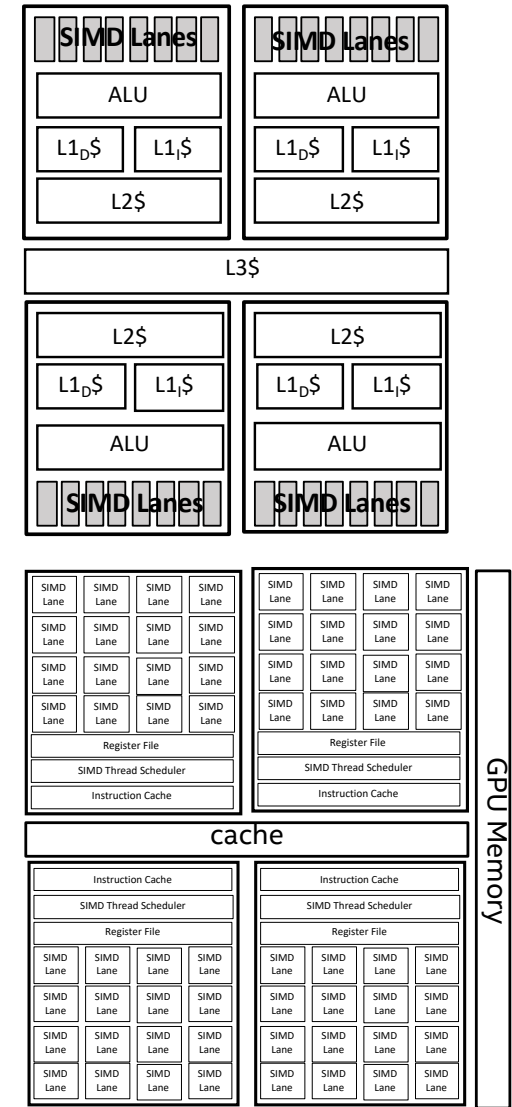 SIMD Lanes SIMD Lanes
ALU ALU
L1D$ L1I$ L1D$ L1I$
L2$ L2$
L3$
L2$ L2$
L1D$ L1I$ L1D$ L1I$
ALU ALU
SIMD Lanes SIMD Lanes
SIMD SIMD SIMD SIMD SIMD SIMD SIMD SIMD
Lane Lane Lane Lane Lane Lane Lane Lane
SIMD SIMD SIMD SIMD SIMD SIMD SIMD SIMD
Lane Lane Lane Lane Lane Lane Lane Lane
SIMD SIMD SIMD SIMD SIMD SIMD SIMD SIMD
Lane Lane Lane Lane Lane Lane Lane Lane
SIMD SIMD SIMD SIMD SIMD SIMD SIMD SIMD
Lane Lane Lane Lane Lane Lane Lane Lane
Register File Register File
SIMD Thread Scheduler SIMD Thread Scheduler
Instruction Cache Instruction Cache
cache
GPU Memory
Instruction Cache Instruction Cache
SIMD Thread Scheduler SIMD Thread Scheduler
Register File Register File
SIMD SIMD SIMD SIMD SIMD SIMD SIMD SIMD
Lane Lane Lane Lane Lane Lane Lane Lane
SIMD SIMD SIMD SIMD SIMD SIMD SIMD SIMD
Lane Lane Lane Lane Lane Lane Lane Lane
SIMD SIMD SIMD SIMD SIMD SIMD SIMD SIMD
Lane Lane Lane Lane Lane Lane Lane Lane
SIMD SIMD SIMD SIMD SIMD SIMD SIMD SIMD
Lane Lane Lane Lane Lane Lane Lane Lane